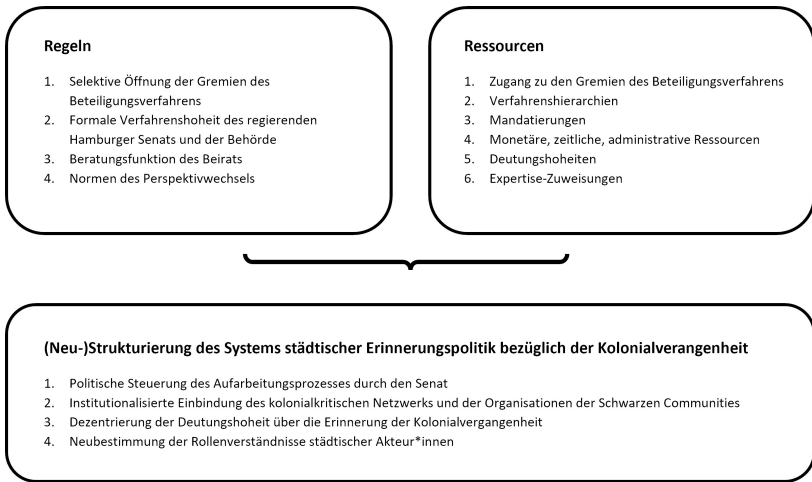 Regeln
1. Selektive Öffnung der Gremien des
Beteiligungsverfahrens
2. Formale Verfahrenshoheit des regierenden
Hamburger Senats und der Behörde
3. Beratungsfunktion des Beirats
4. Normen des Perspektivwechsels
Ressourcen
1. Zugang zu den Gremien des Beteiligungsverfahrens
2. Verfahrenshierarchien
3. Mandatierungen
4. Monetäre, zeitliche, administrative Ressourcen
5. Deutungshoheiten
6. Expertise-Zuweisungen
(Neu-)Strukturierung des Systems städtischer Erinnerungspolitik bezüglich der Kolonialverangenheit
1. Politische Steuerung des Aufarbeitungsprozesses durch den Senat
2. Institutionalisierte Einbindung des kolonialkritischen Netzwerks und der Organisationen der Schwarzen Communities
3. Dezentrierung der Deutungshoheit über die Erinnerung der Kolonialvergangenheit
4. Neubestimmung der Rollenverständnisse städtischer Akteur*innen